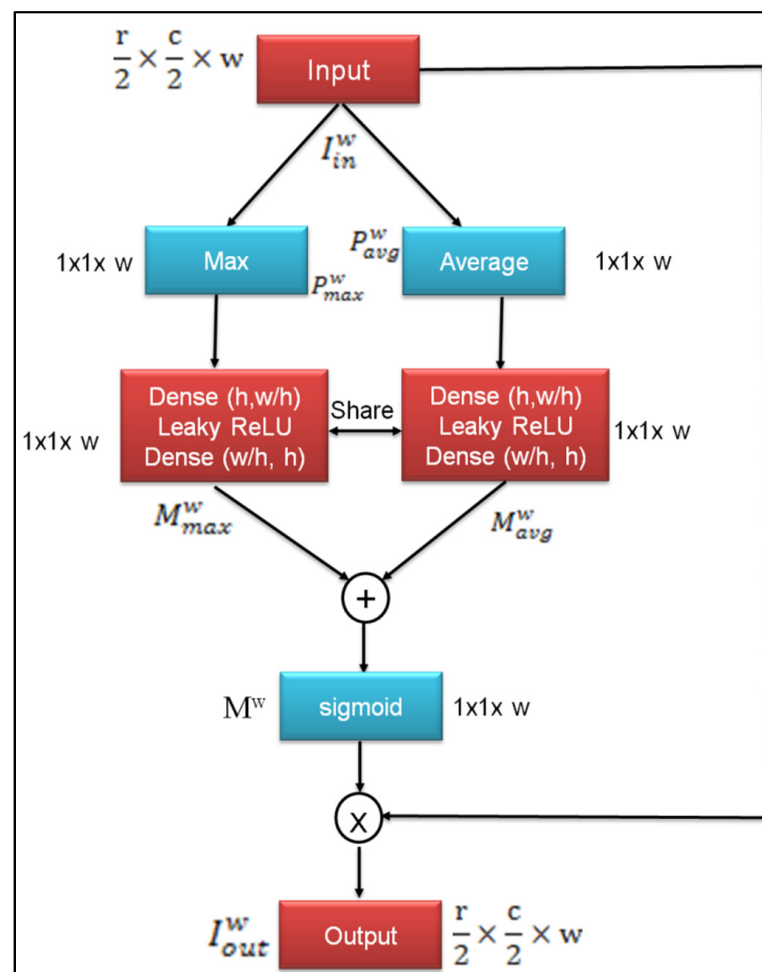 r/2 × c/2 × w
Input
I_in^w
1x1x w
Max
P_max^w
P_avg^w
Average
1x1x w
1x1x w
Dense (h,w/h)
Leaky ReLU
Dense (w/h, h)
Share
Dense (h,w/h)
Leaky ReLU
Dense (w/h, h)
1x1x w
M_max^w
M_avg^w
+
M^w
sigmoid
1x1x w
X
I_out^w
Output
r/2 × c/2 × w